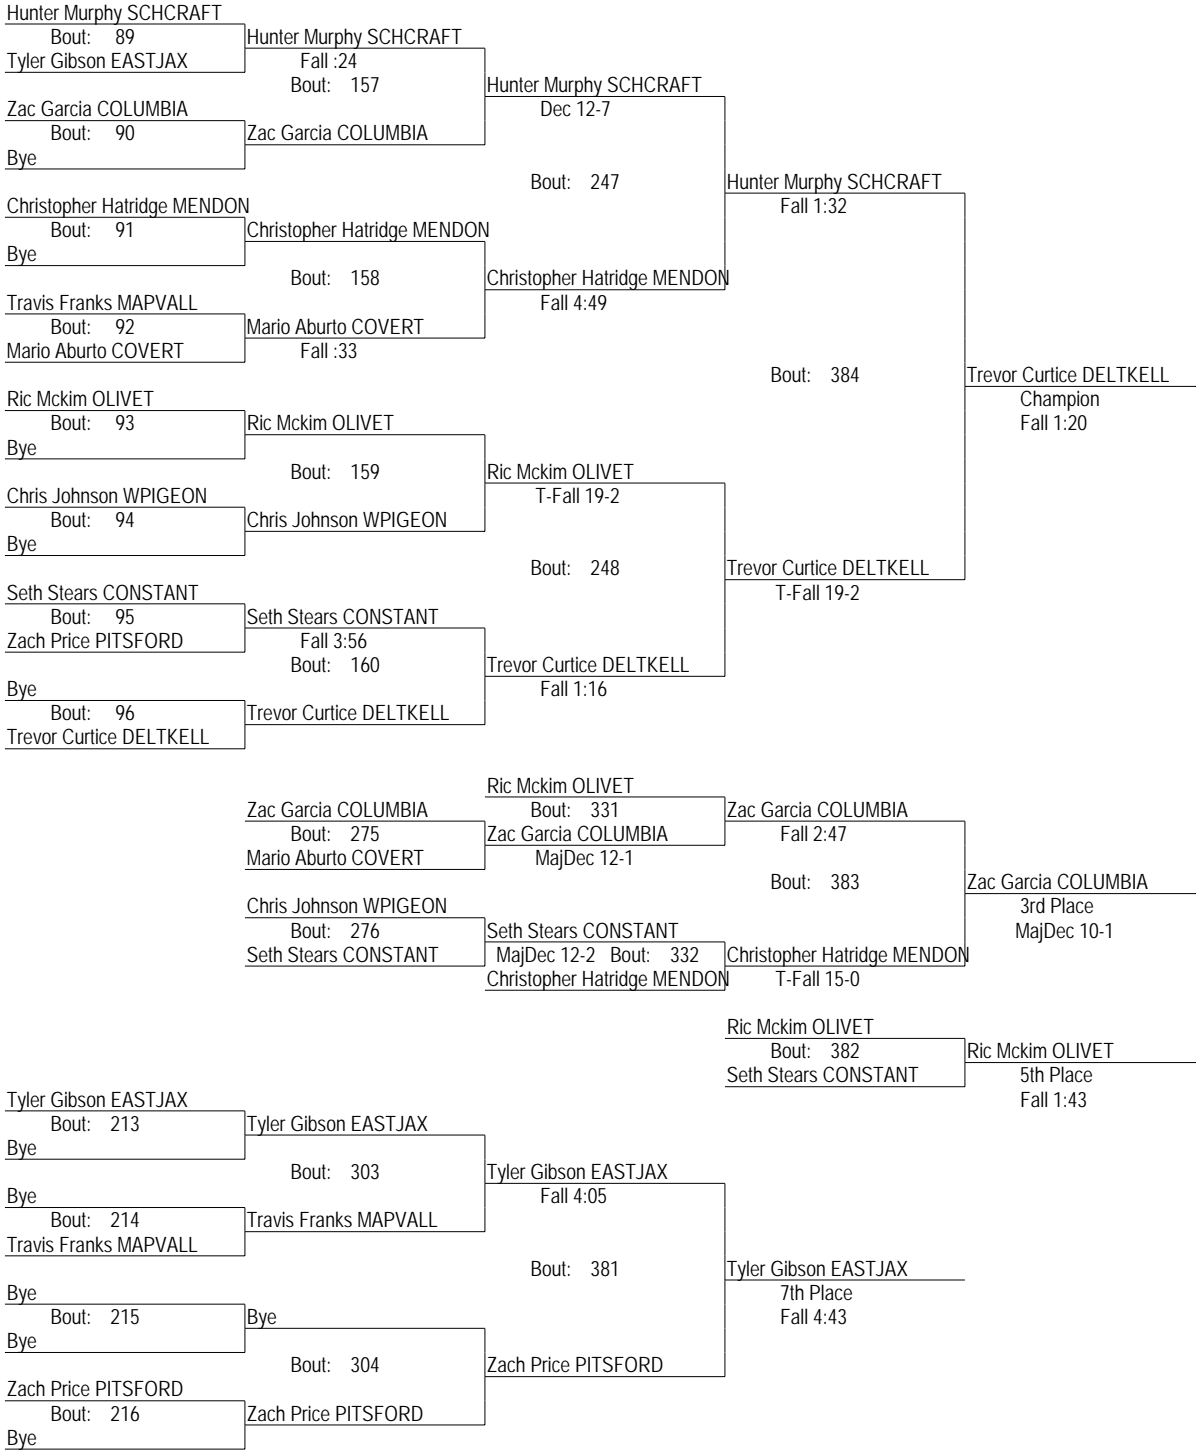 Hunter Murphy SCHCRAFT
Bout: 89
Hunter Murphy SCHCRAFT
Tyler Gibson EASTJAX
Fall :24
Bout: 157
Hunter Murphy SCHCRAFT
Zac Garcia COLUMBIA
Dec 12-7
Bout: 90
Zac Garcia COLUMBIA
Bye
Bout: 247
Hunter Murphy SCHCRAFT
Christopher Hatridge MENDON
Fall 1:32
Bout: 91
Christopher Hatridge MENDON
Bye
Bout: 158
Christopher Hatridge MENDON
Travis Franks MAPVALL
Fall 4:49
Bout: 92
Mario Aburto COVERT
Mario Aburto COVERT
Fall :33
Bout: 384
Trevor Curtice DELTKELL
Ric Mckim OLIVET
Champion
Bout: 93
Ric Mckim OLIVET
Fall 1:20
Bye
Bout: 159
Ric Mckim OLIVET
Chris Johnson WPIGEON
T-Fall 19-2
Bout: 94
Chris Johnson WPIGEON
Bye
Bout: 248
Trevor Curtice DELTKELL
Seth Stears CONSTANT
T-Fall 19-2
Bout: 95
Seth Stears CONSTANT
Zach Price PITSFORD
Fall 3:56
Bout: 160
Trevor Curtice DELTKELL
Bye
Fall 1:16
Bout: 96
Trevor Curtice DELTKELL
Trevor Curtice DELTKELL
Ric Mckim OLIVET
Zac Garcia COLUMBIA
Bout: 331
Zac Garcia COLUMBIA
Bout: 275
Zac Garcia COLUMBIA
Fall 2:47
Mario Aburto COVERT
MajDec 12-1
Bout: 383
Zac Garcia COLUMBIA
Chris Johnson WPIGEON
3rd Place
Bout: 276
Seth Stears CONSTANT
MajDec 10-1
Seth Stears CONSTANT
MajDec 12-2 Bout: 332
Christopher Hatridge MENDON
Christopher Hatridge MENDON
T-Fall 15-0
Ric Mckim OLIVET
Bout: 382
Ric Mckim OLIVET
Seth Stears CONSTANT
5th Place
Tyler Gibson EASTJAX
Fall 1:43
Bout: 213
Tyler Gibson EASTJAX
Bye
Bout: 303
Tyler Gibson EASTJAX
Bye
Fall 4:05
Bout: 214
Travis Franks MAPVALL
Travis Franks MAPVALL
Bout: 381
Tyler Gibson EASTJAX
Bye
7th Place
Bout: 215
Bye
Fall 4:43
Bye
Bout: 304
Zach Price PITSFORD
Zach Price PITSFORD
Bout: 216
Zach Price PITSFORD
Bye